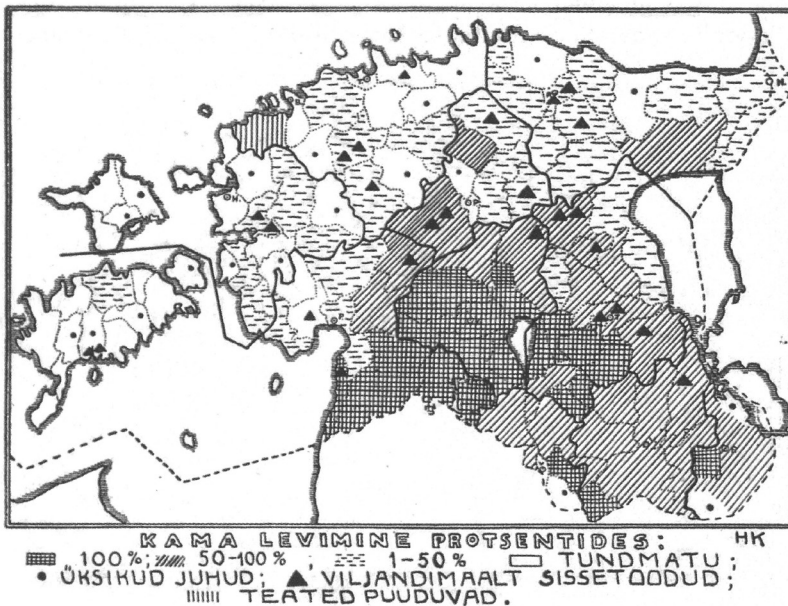 KAMA LEVIMINE PROTSENTIDES: HK
100%; 50-100%; 1-50% TUNDMATU;
ÜKSIKUD JUHUD; VILJANDIMAALT SISSETOODUD;
TEATED PUUDUVAD.